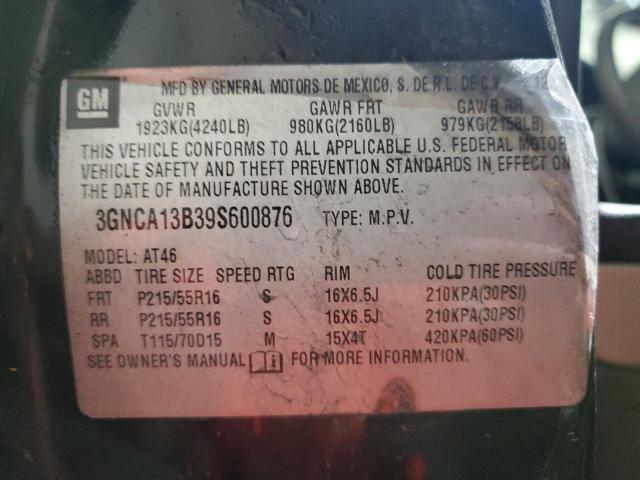 GM
MFD BY GENERAL MOTORS DE MEXICO, S. DE R.L. DE C.V. 12
GVWR GAWR FRT GAWR RR
1923KG(4240LB) 980KG(2160LB) 979KG(2158LB)
THIS VEHICLE CONFORMS TO ALL APPLICABLE U.S. FEDERAL MOTOR
VEHICLE SAFETY AND THEFT PREVENTION STANDARDS IN EFFECT ON
THE DATE OF MANUFACTURE SHOWN ABOVE.
3GNCA13B39S600876 TYPE: M.P.V.
MODEL: AT46
ABBD TIRE SIZE SPEED RTG RIM COLD TIRE PRESSURE
FRT P215/55R16 S 16X6.5J 210KPA(30PSI)
RR P215/55R16 S 16X6.5J 210KPA(30PSI)
SPA T115/70D15 M 15X4T 420KPA(60PSI)
SEE OWNER'S MANUAL FOR MORE INFORMATION.